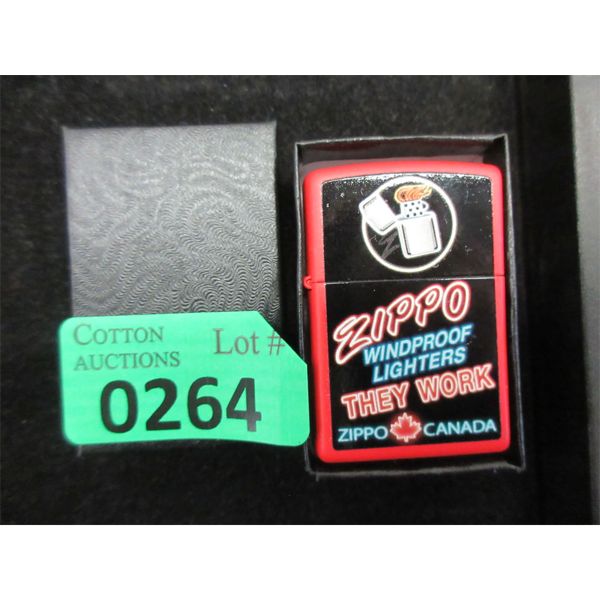 COTTON
AUCTIONS
Lot #
0264
ZIPPO
WINDPROOF
LIGHTERS
THEY WORK
ZIPPO CANADA